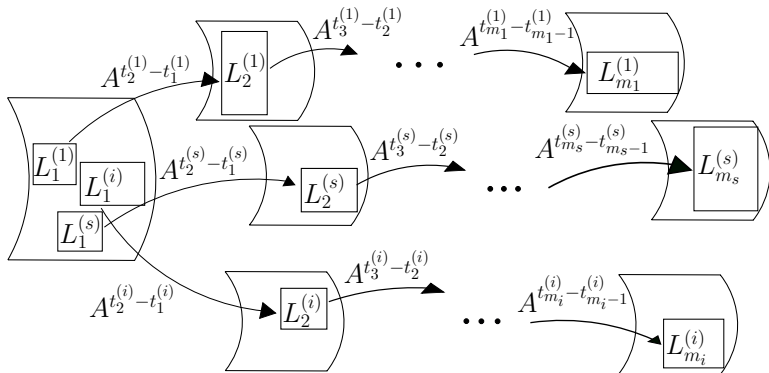 A^{t_2^{(1)}-t_1^{(1)}}
L_2^{(1)}
A^{t_3^{(1)}-t_2^{(1)}}
• • •
A^{t_{m_1}^{(1)}-t_{m_1-1}^{(1)}}
L_{m_1}^{(1)}
L_1^{(1)}
L_1^{(i)}
L_1^{(s)}
A^{t_2^{(s)}-t_1^{(s)}}
L_2^{(s)}
A^{t_3^{(s)}-t_2^{(s)}}
• • •
A^{t_{m_s}^{(s)}-t_{m_s-1}^{(s)}}
L_{m_s}^{(s)}
A^{t_2^{(i)}-t_1^{(i)}}
L_2^{(i)}
A^{t_3^{(i)}-t_2^{(i)}}
• • •
A^{t_{m_i}^{(i)}-t_{m_i-1}^{(i)}}
L_{m_i}^{(i)}